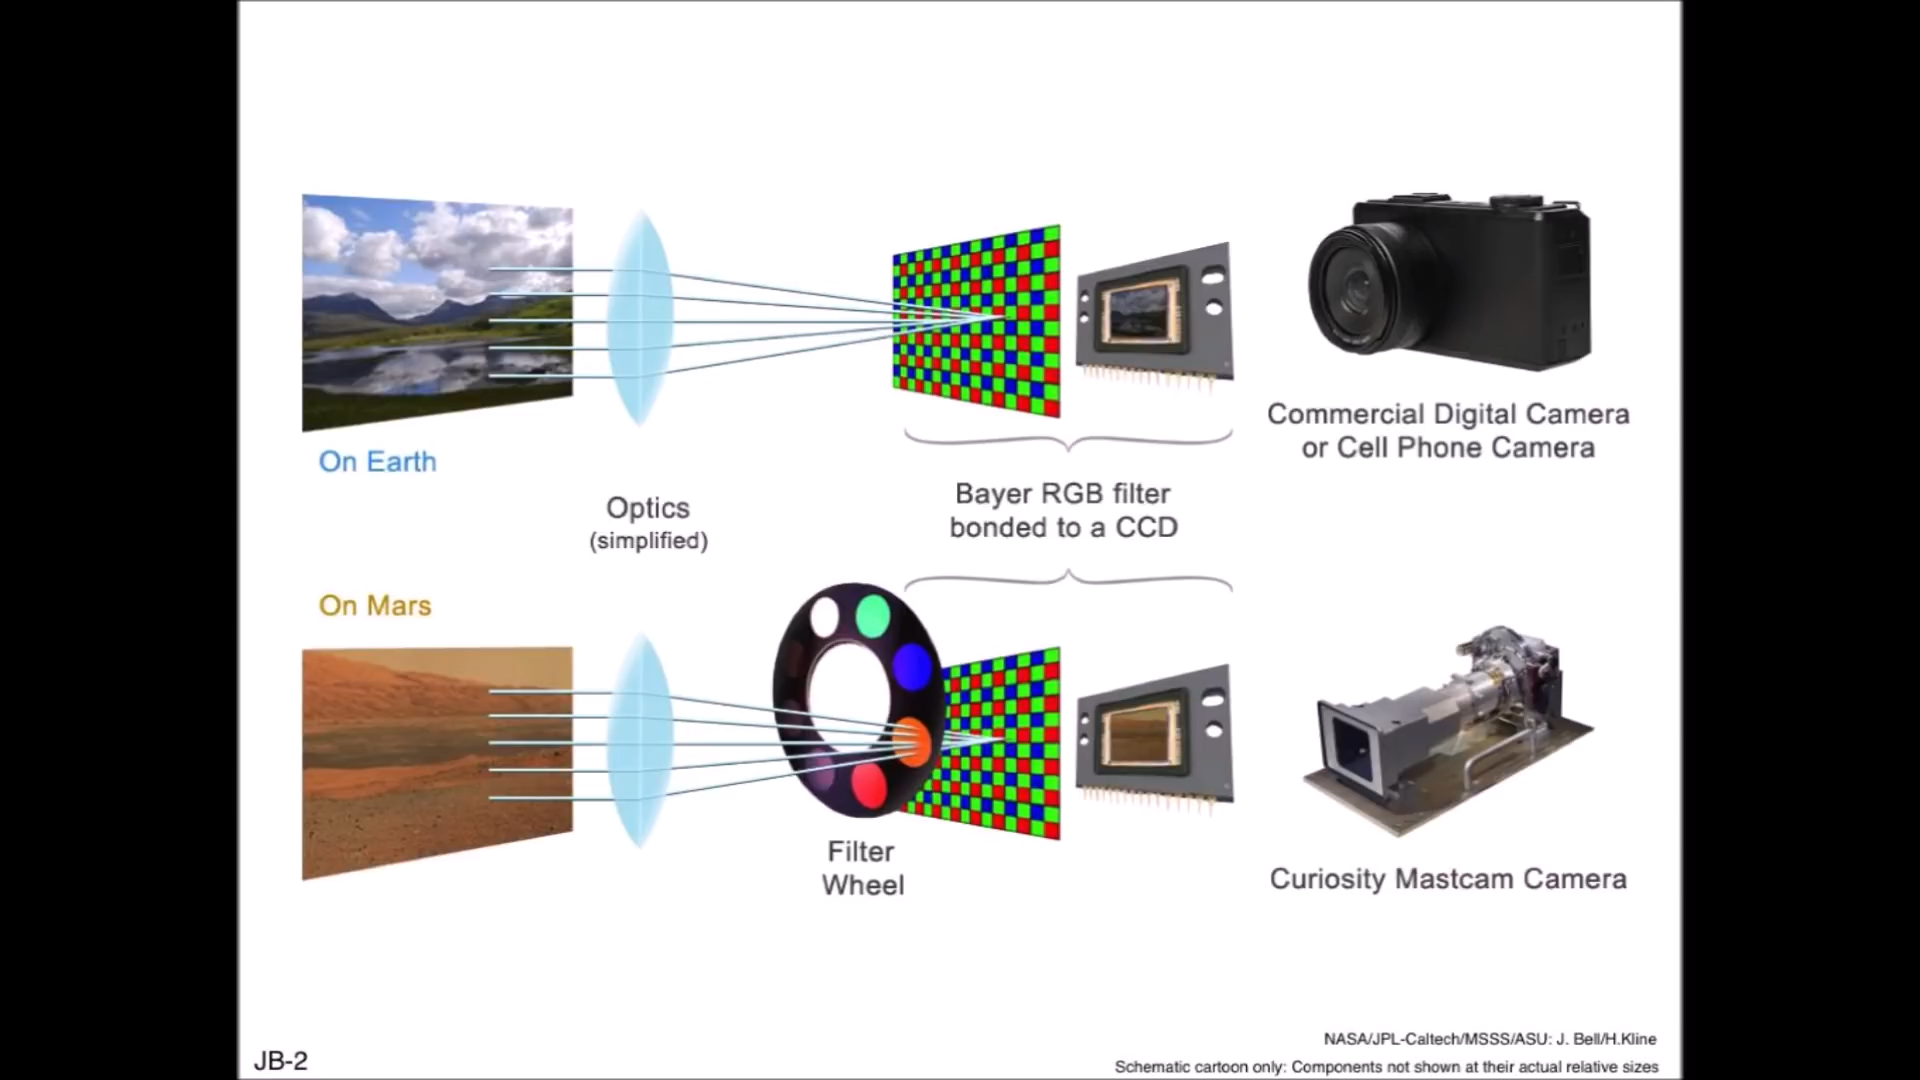 On Earth
Optics
(simplified)
Bayer RGB filter
bonded to a CCD
Commercial Digital Camera
or Cell Phone Camera
On Mars
Filter
Wheel
Curiosity Mastcam Camera
NASA/JPL-Caltech/MSSS/ASU: J. Bell/H.Kline
JB-2
Schematic cartoon only: Components not shown at their actual relative sizes